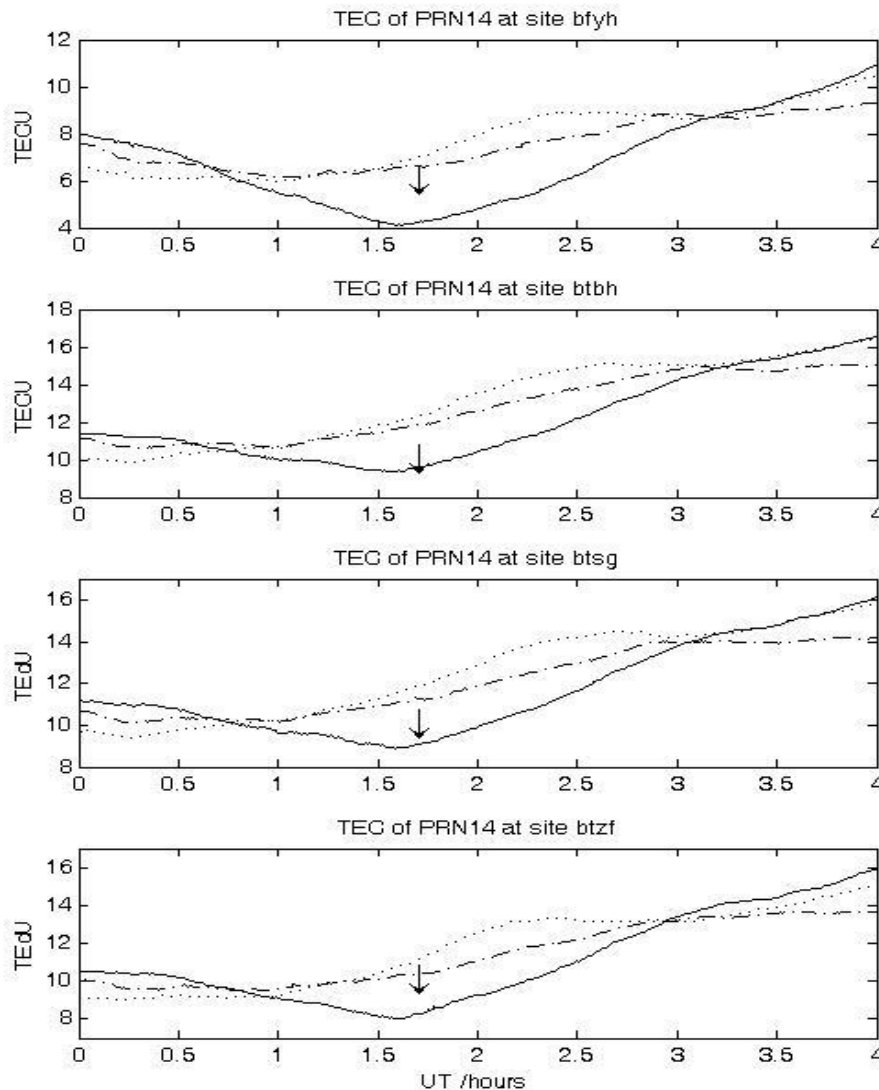 TEC of PRN14 at site bfyh
12
10
8
6
4
TECU
0 0.5 1 1.5 2 2.5 3 3.5 4
TEC of PRN14 at site btbh
18
16
14
12
10
8
TECU
0 0.5 1 1.5 2 2.5 3 3.5 4
TEC of PRN14 at site btsg
16
14
12
10
8
TEdU
0 0.5 1 1.5 2 2.5 3 3.5 4
TEC of PRN14 at site btzf
16
14
12
10
8
TEdU
0 0.5 1 1.5 2 2.5 3 3.5 4
UT /hours